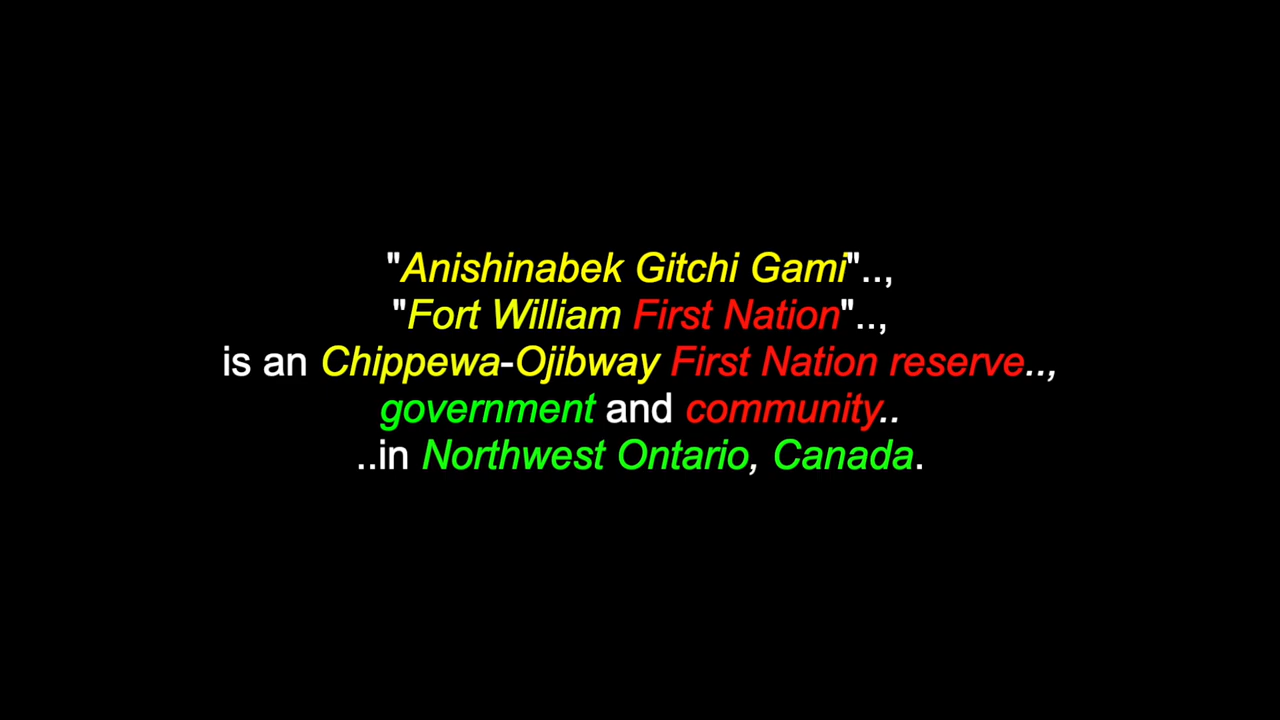 "Anishinabek Gitchi Gami"..,
"Fort William First Nation"..,
is an Chippewa-Ojibway First Nation reserve..,
government and community..
..in Northwest Ontario, Canada.